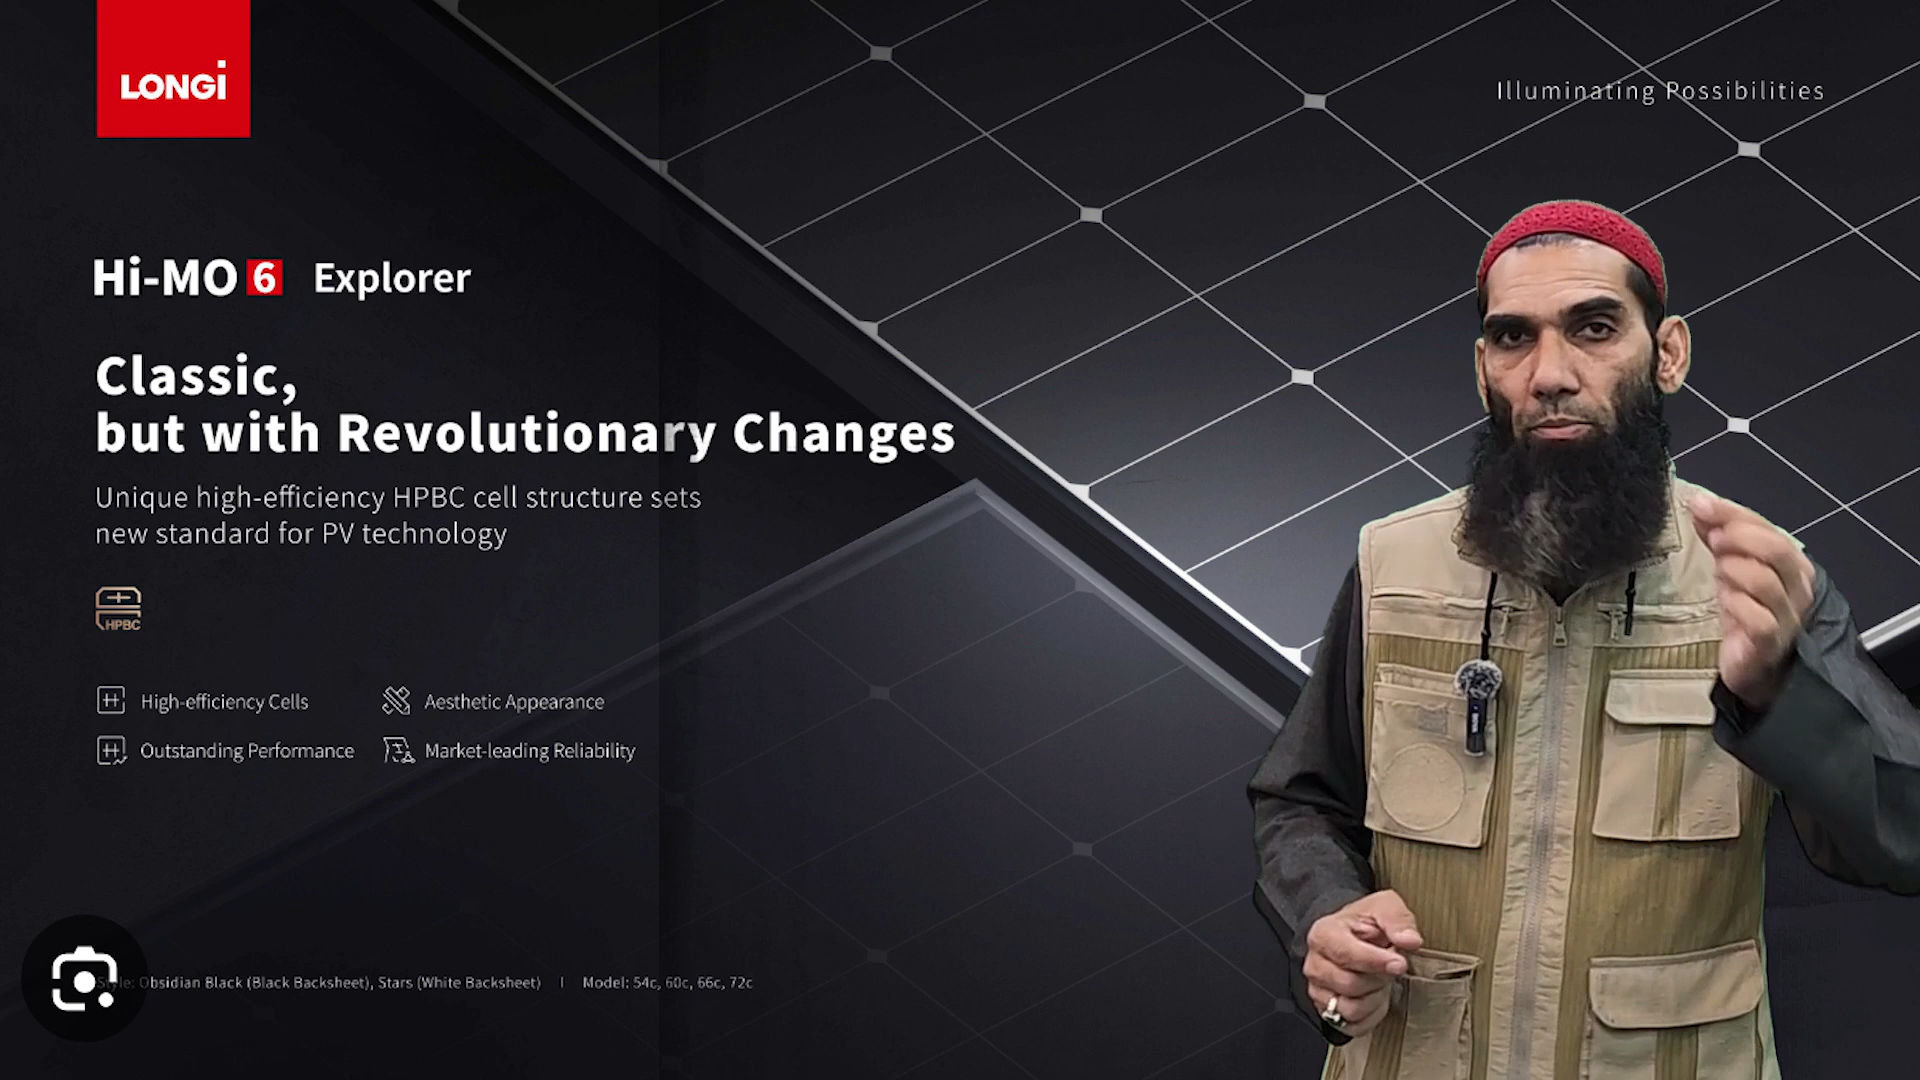 LONGi
Illuminating Possibilities
Hi-MO 6 Explorer
Classic,
but with Revolutionary Changes
Unique high-efficiency HPBC cell structure sets
new standard for PV technology
HPBC
High-efficiency Cells
Aesthetic Appearance
Outstanding Performance
Market-leading Reliability
Style: Obsidian Black (Black Backsheet), Stars (White Backsheet) | Model: 54c, 60c, 66c, 72c